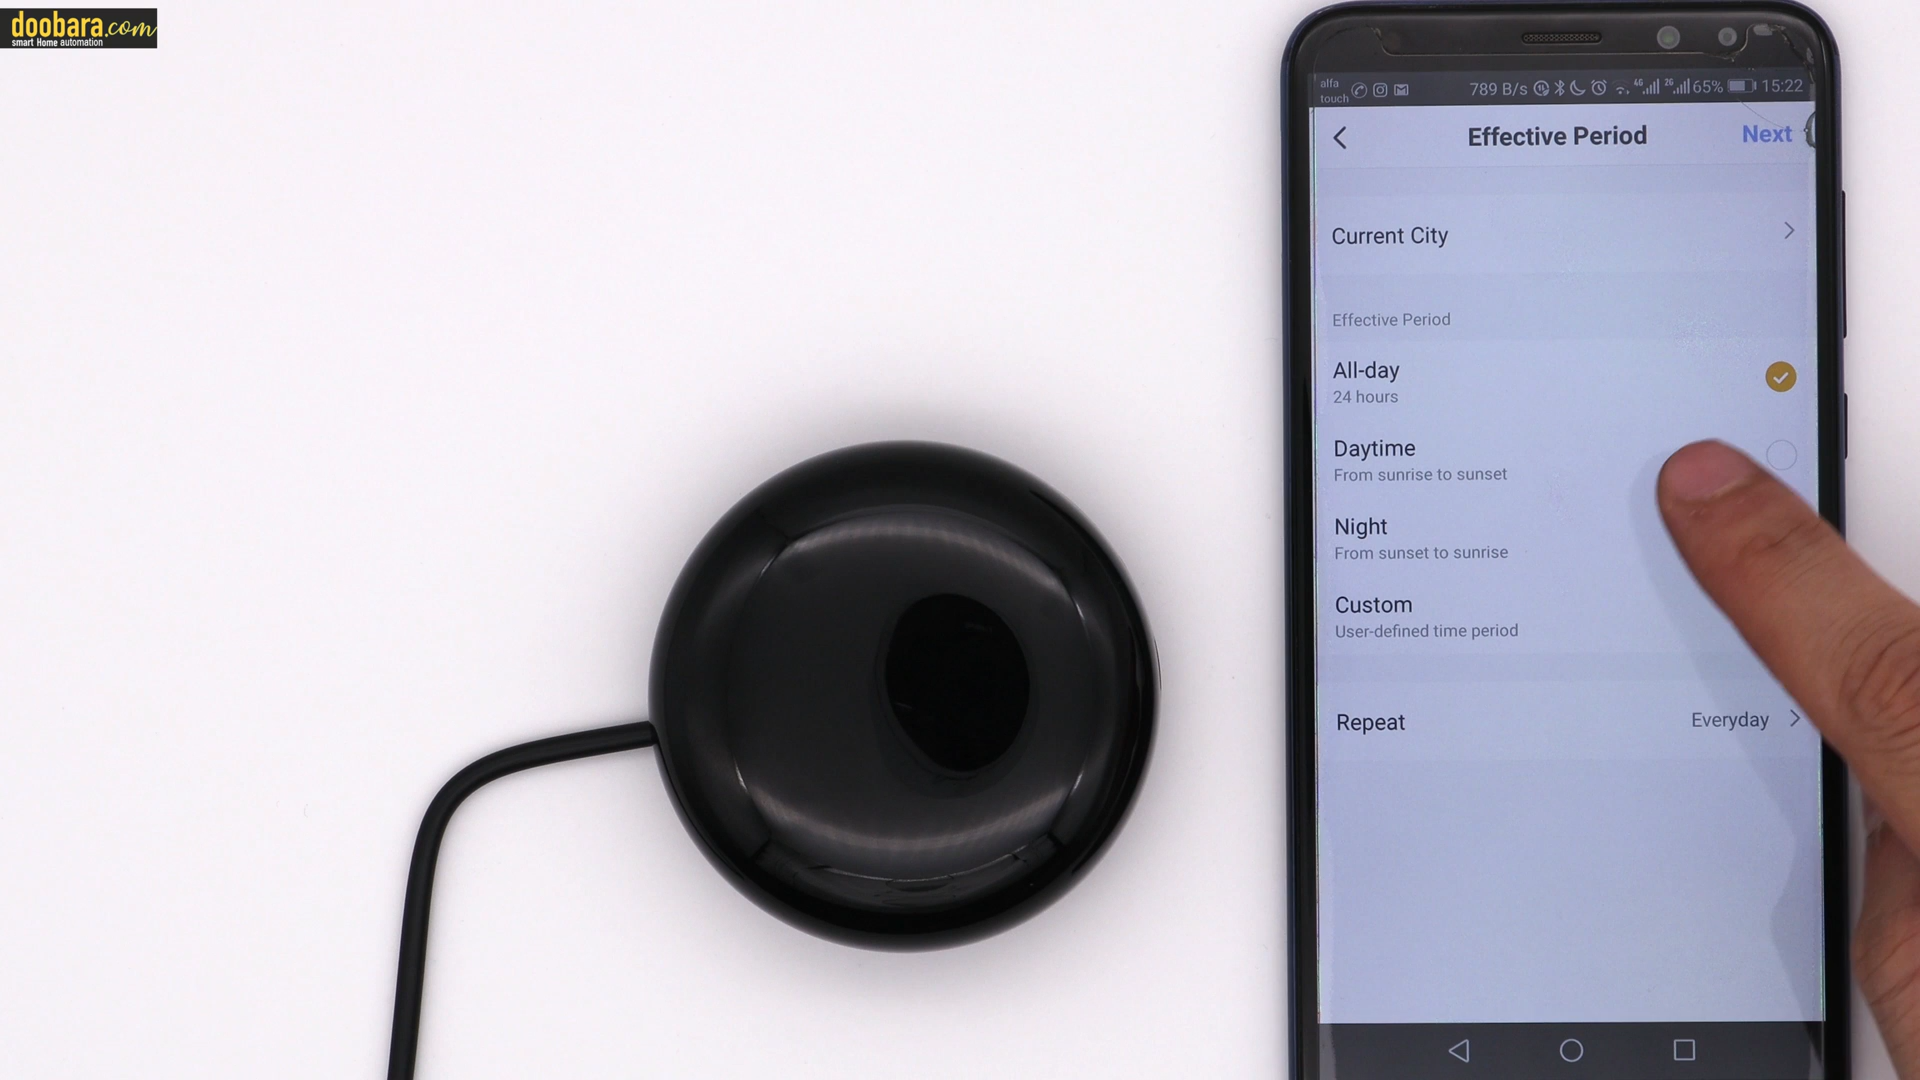 doobara.com
smart Home automation
alfa
touch
789 B/s 4G 2G 65% 15:22
Effective Period Next
Current City
Effective Period
All-day
24 hours
Daytime
From sunrise to sunset
Night
From sunset to sunrise
Custom
User-defined time period
Repeat Everyday